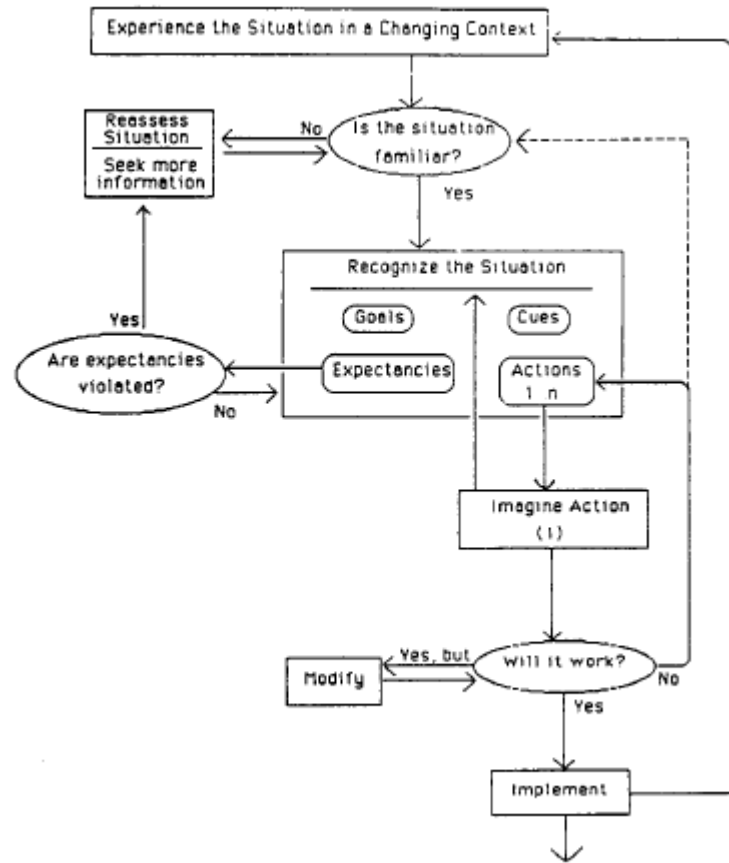 Experience the Situation in a Changing Context
Is the situation
familiar?
No
Reassess
Situation
Seek more
information
Yes
Recognize the Situation
Goals
Cues
Expectancies
Actions
1 n
Yes
Are expectancies
violated?
No
Imagine Action
(1)
Will it work?
Yes, but
No
Modify
Yes
Implement